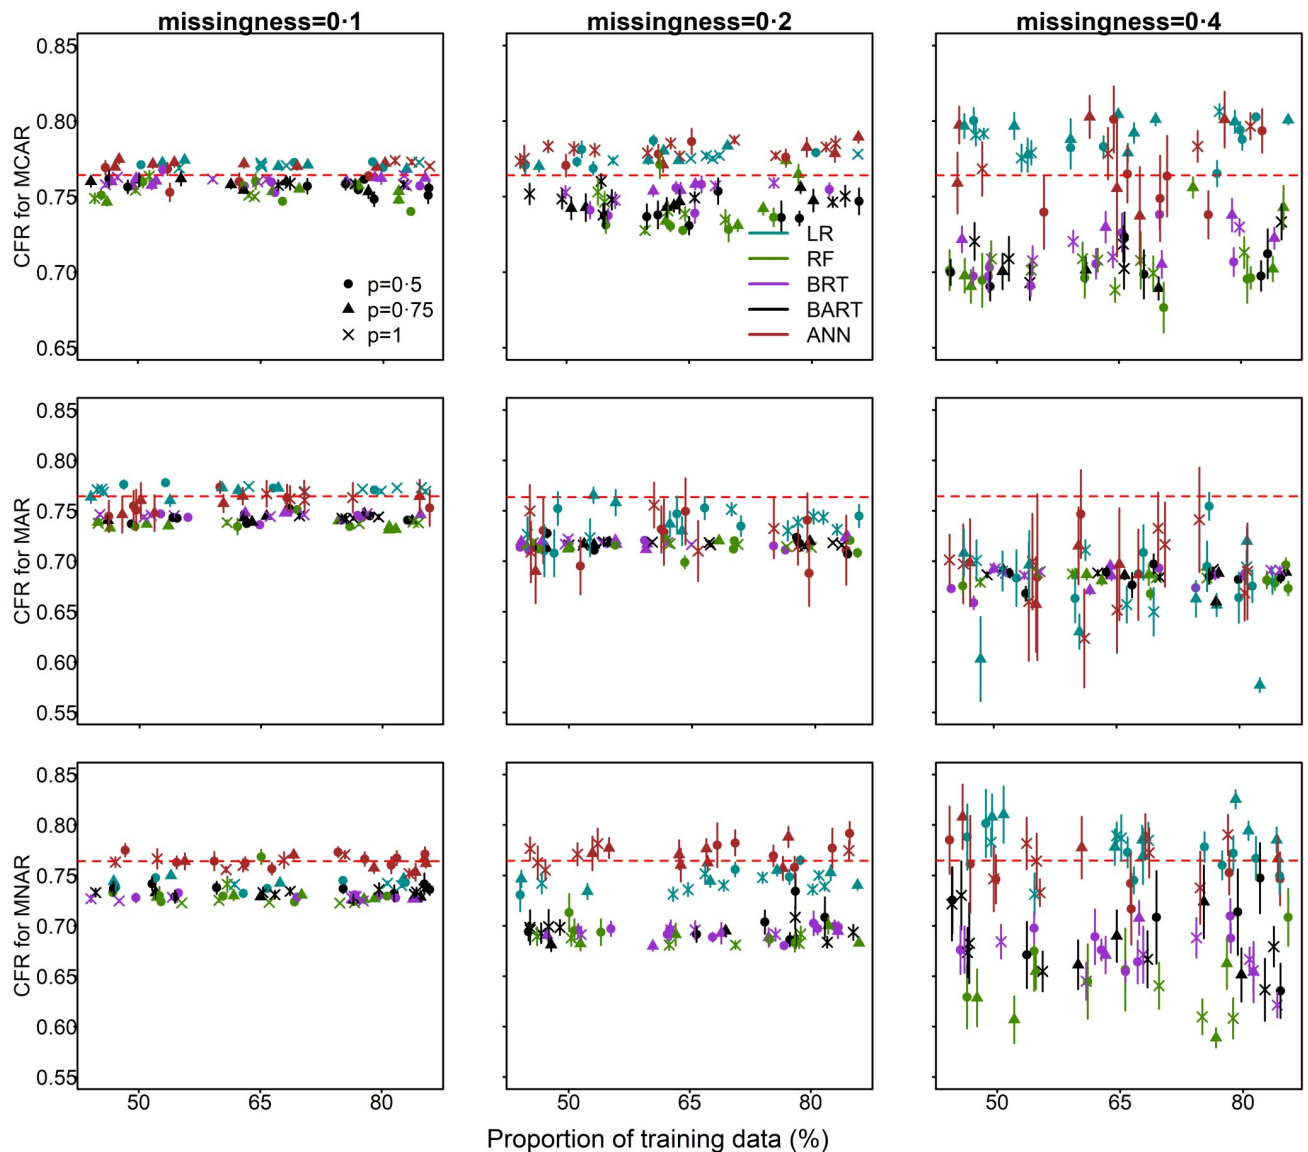 missingness=0·1
missingness=0·2
missingness=0·4
CFR for MCAR
0.85
0.80
0.75
0.70
0.65
p=0·5
p=0·75
p=1
LR
RF
BRT
BART
ANN
CFR for MAR
0.85
0.80
0.75
0.70
0.65
0.60
0.55
CFR for MNAR
0.85
0.80
0.75
0.70
0.65
0.60
0.55
50 65 80
50 65 80
50 65 80
Proportion of training data (%)